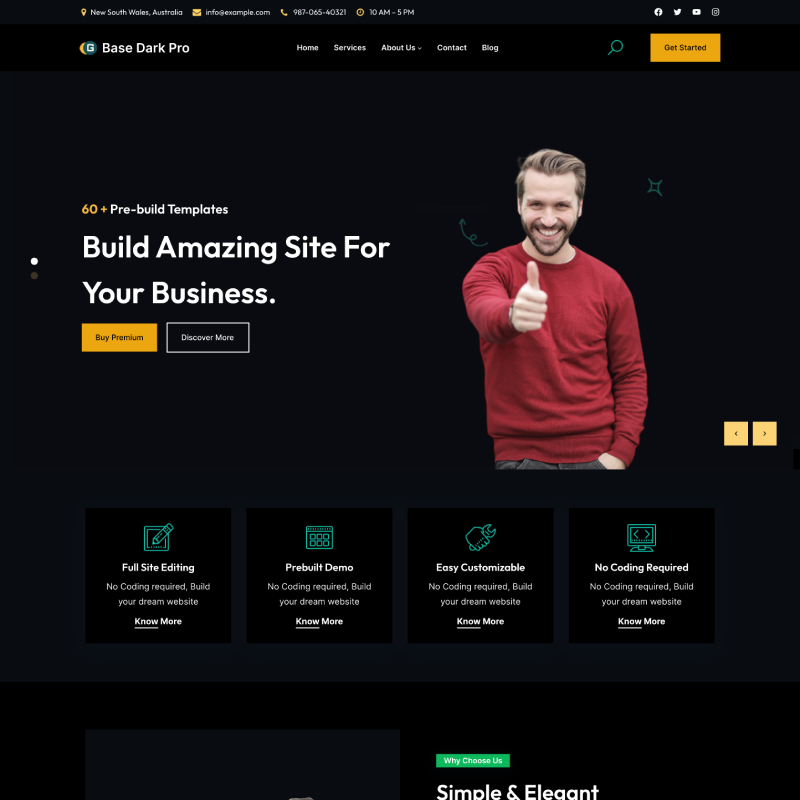 New South Wales, Australia info@example.com 987-065-40321 10 AM – 5 PM
G Base Dark Pro Home Services About Us Contact Blog Get Started
60 + Pre-build Templates
Build Amazing Site For
Your Business.
Buy Premium Discover More
Full Site Editing
No Coding required, Build
your dream website
Know More
Prebuilt Demo
No Coding required, Build
your dream website
Know More
Easy Customizable
No Coding required, Build
your dream website
Know More
No Coding Required
No Coding required, Build
your dream website
Know More
Why Choose Us
Simple & Elegant